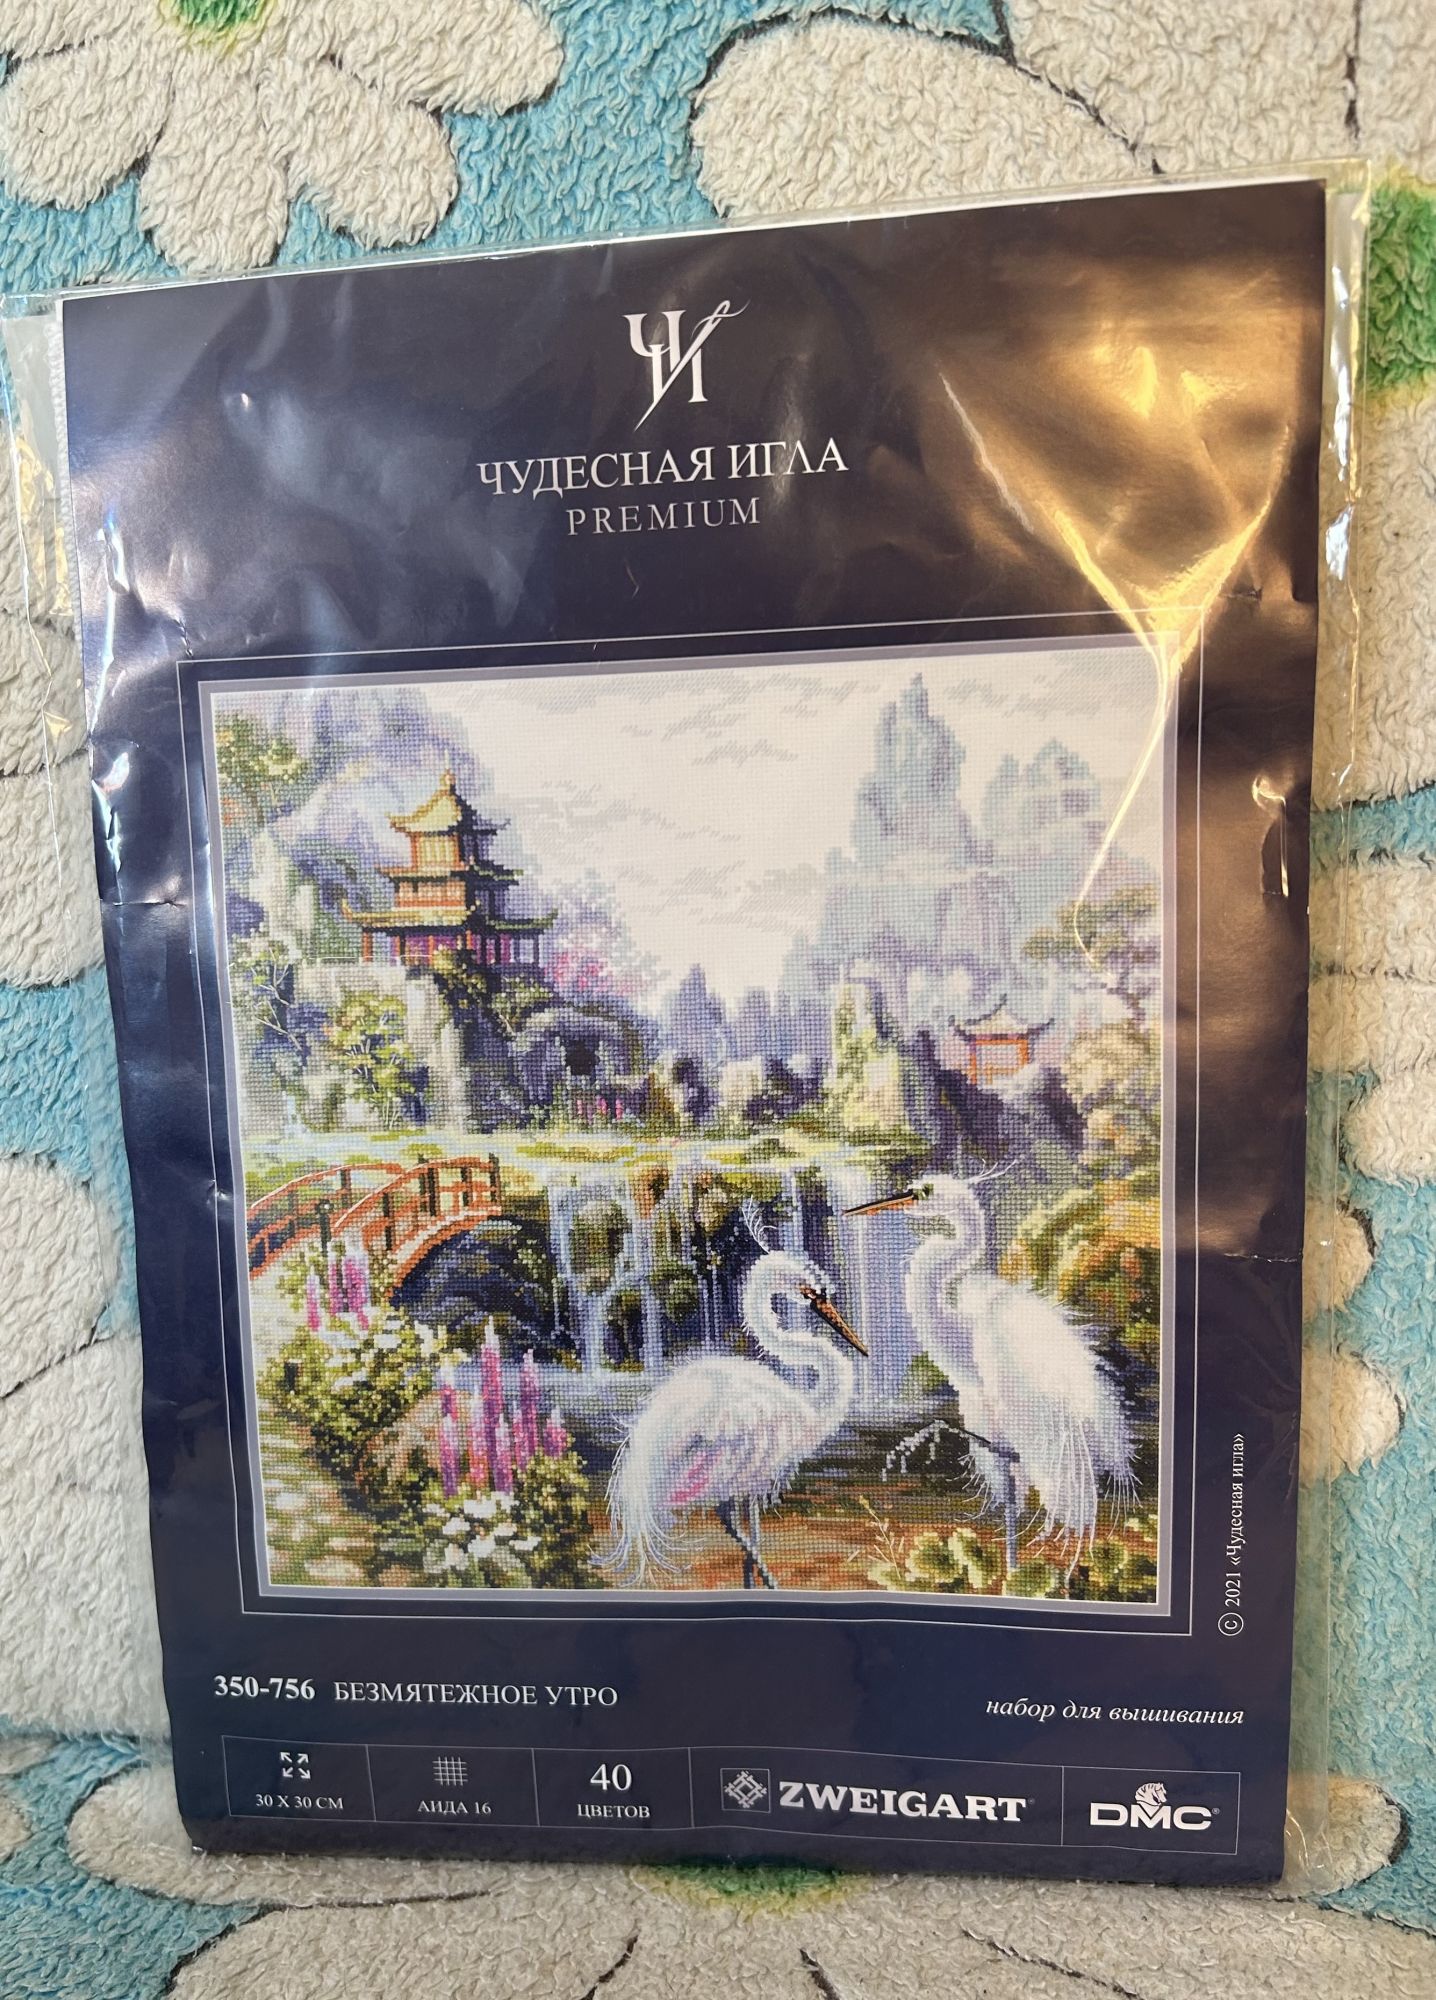 ЧИ
ЧУДЕСНАЯ ИГЛА
PREMIUM
© 2021 «Чудесная игла»
350-756 БЕЗМЯТЕЖНОЕ УТРО
набор для вышивания
30 X 30 СМ
АИДА 16
40
ЦВЕТОВ
ZWEIGART
DMC®